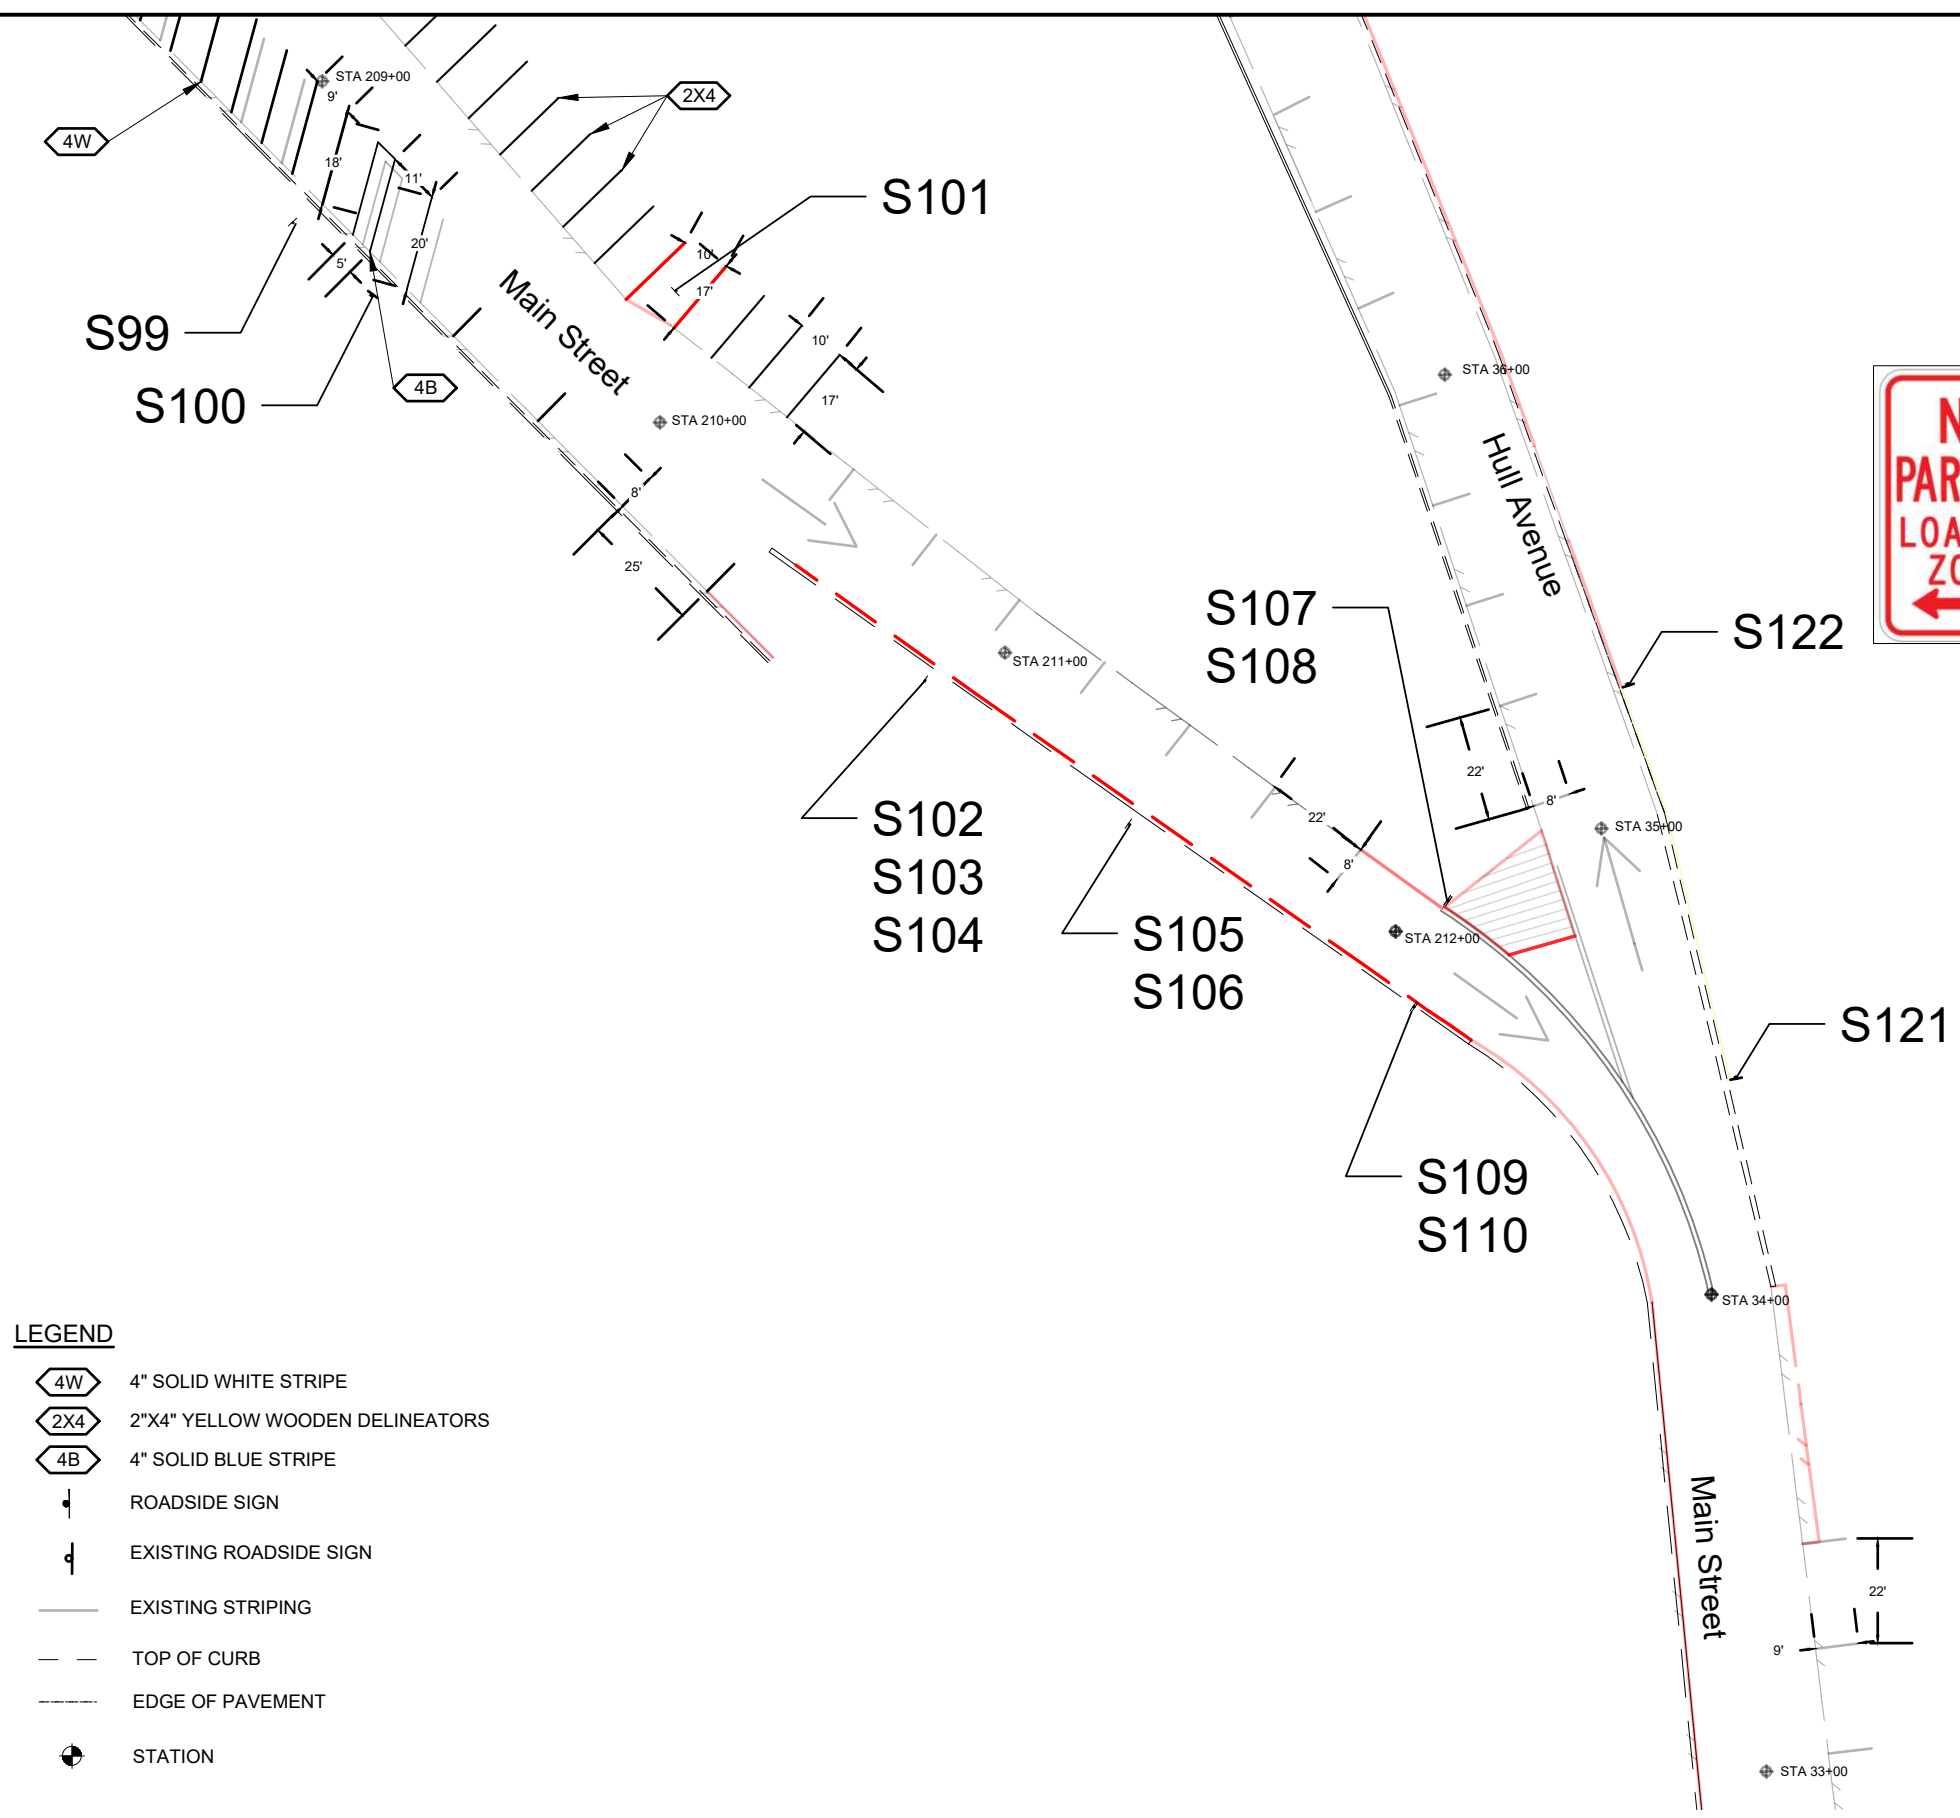 STA 209+00
9'
2X4
4W
18'
11'
S101
20'
10'
5'
17'
Main Street
S99
S100
4B
10'
17'
STA 210+00
STA 36+00
Hull Avenue
8'
25'
STA 211+00
S107
S108
S122
22'
8'
22'
8'
STA 35+00
S102
S103
S104
S105
S106
STA 212+00
S121
S109
S110
STA 34+00
Main Street
22'
9'
STA 33+00
LEGEND
4W 4" SOLID WHITE STRIPE
2X4 2"X4" YELLOW WOODEN DELINEATORS
4B 4" SOLID BLUE STRIPE
ROADSIDE SIGN
EXISTING ROADSIDE SIGN
EXISTING STRIPING
TOP OF CURB
EDGE OF PAVEMENT
STATION